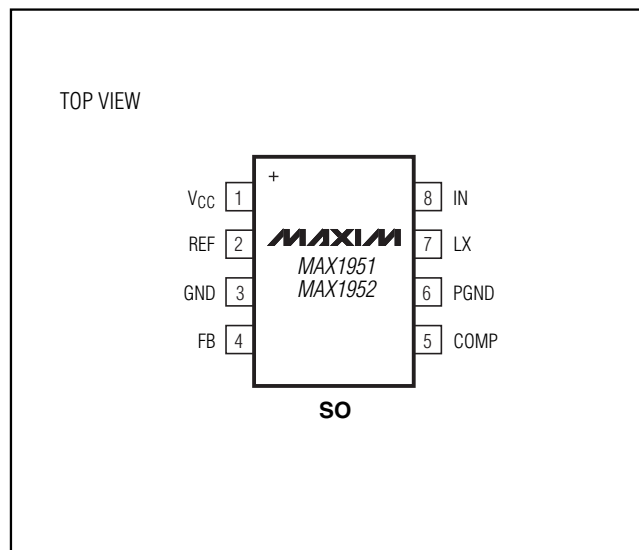 TOP VIEW
+
VCC 1
REF 2
GND 3
FB 4
MAXIM
MAX1951
MAX1952
8 IN
7 LX
6 PGND
5 COMP
SO